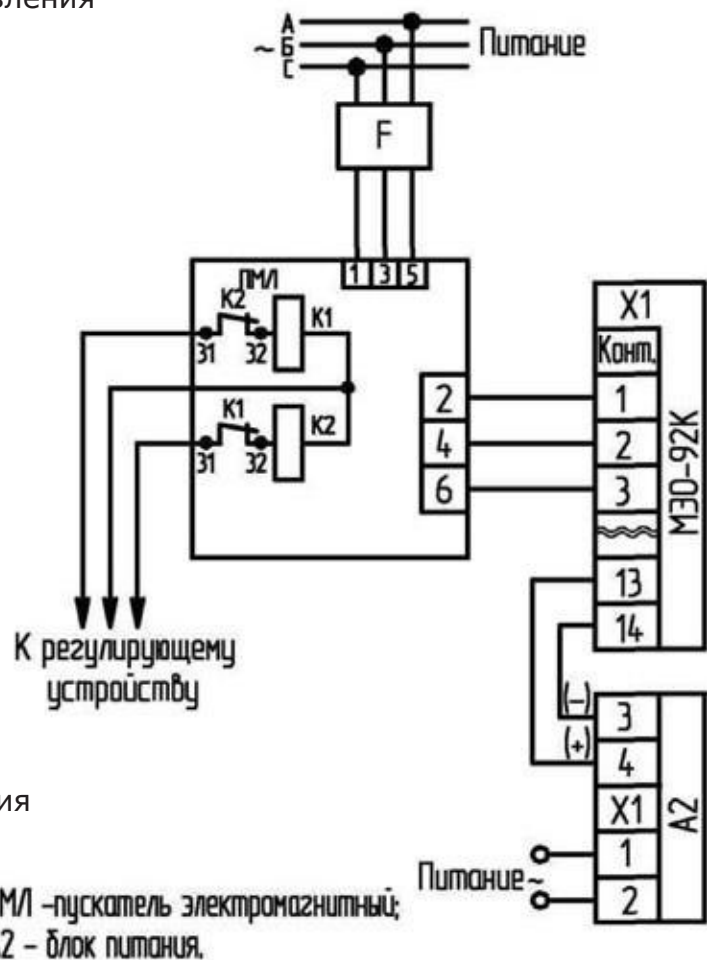 вления
А
~ Б
С
Питание
F
1 3 5
ПМЛ
К2
К1
31 32
К1
К2
31 32
2
4
6
Х1
Конт.
1
2
3
13
14
МЭО-92К
К регулирующему
устройству
(-)
(+)
3
4
Х1
1
2
А2
Питание~
ия
МЛ -пускатель электромагнитный;
2 - блок питания.